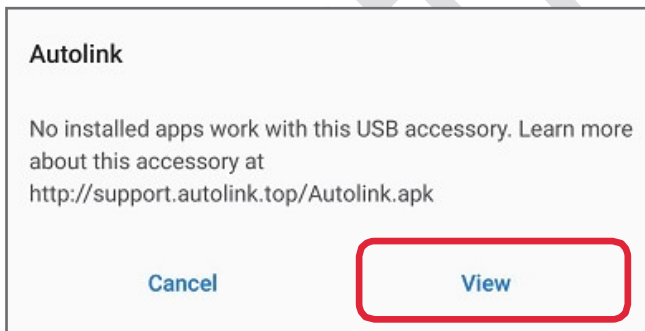 Autolink
No installed apps work with this USB accessory. Learn more
about this accessory at
http://support.autolink.top/Autolink.apk
Cancel
View